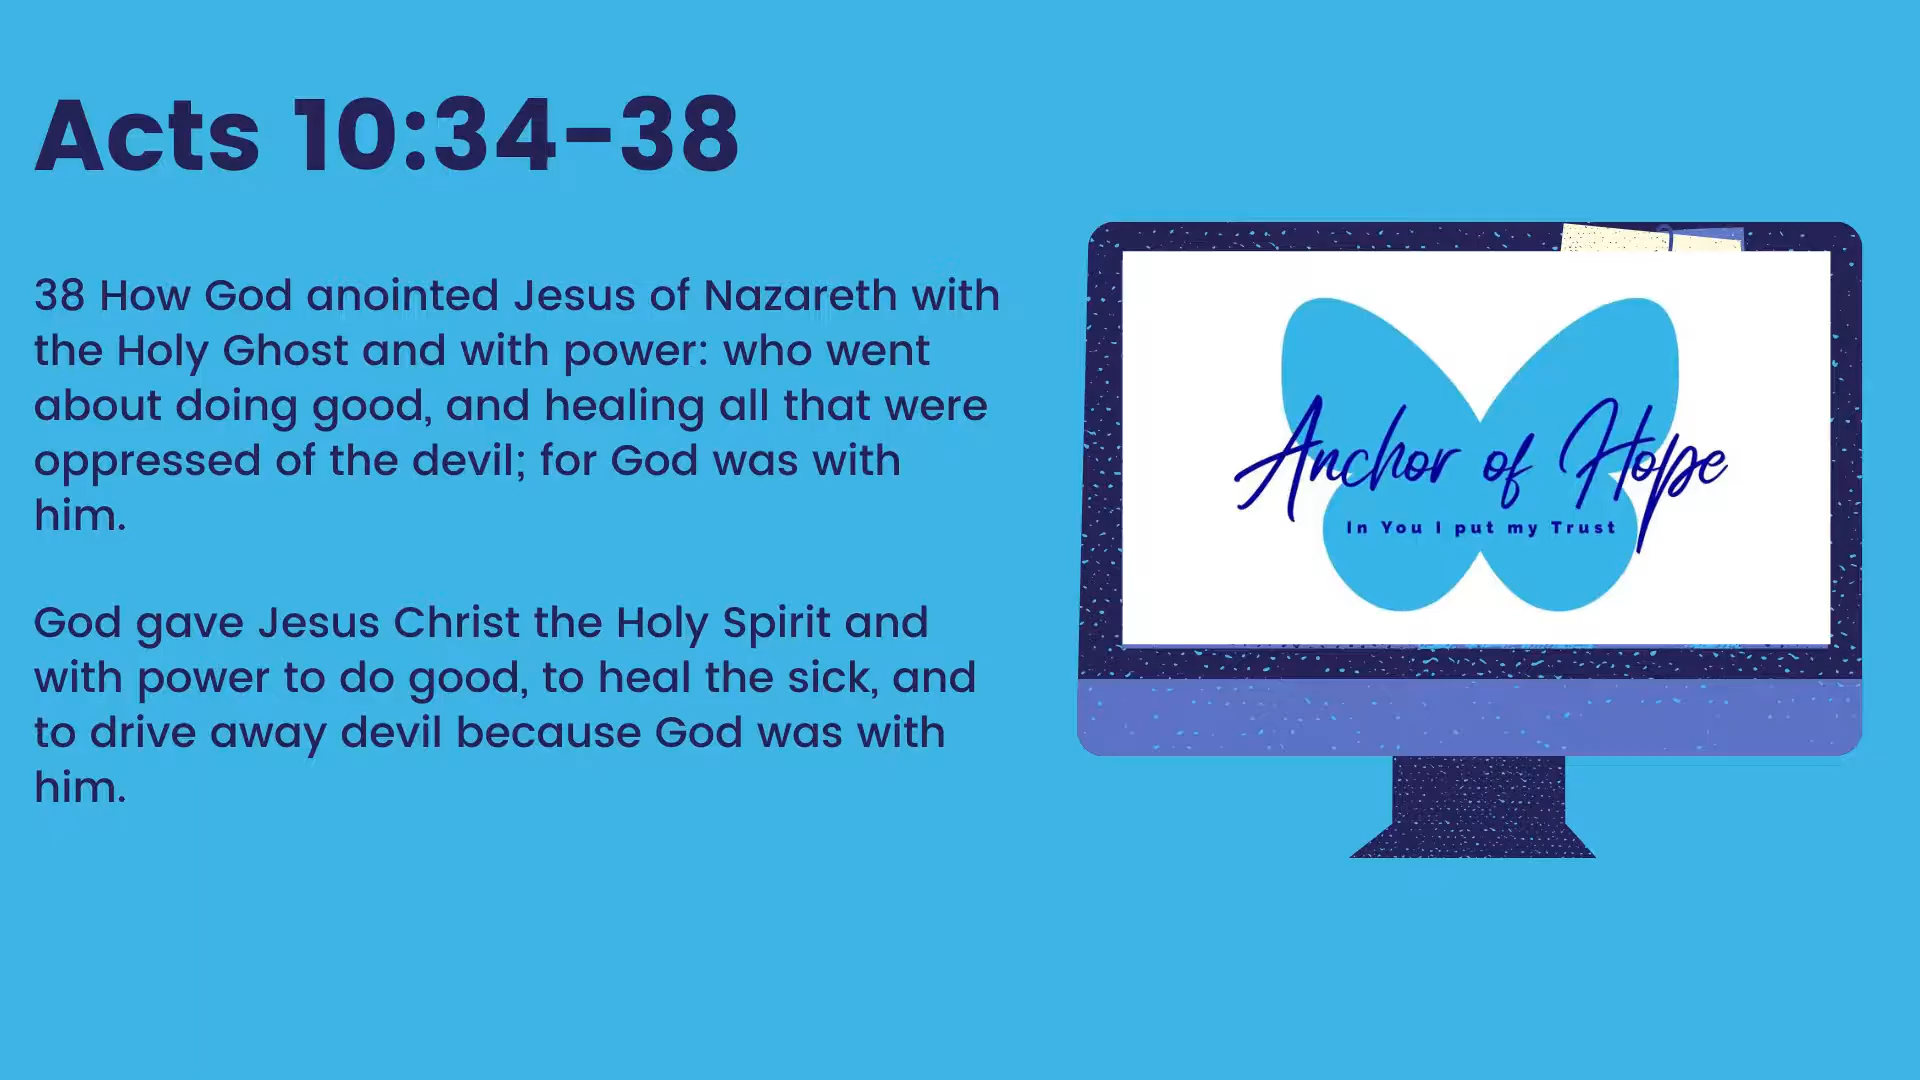 Acts 10:34-38
38 How God anointed Jesus of Nazareth with
the Holy Ghost and with power: who went
about doing good, and healing all that were
oppressed of the devil; for God was with
him.
God gave Jesus Christ the Holy Spirit and
with power to do good, to heal the sick, and
to drive away devil because God was with
him.
Anchor of Hope
In You I put my Trust